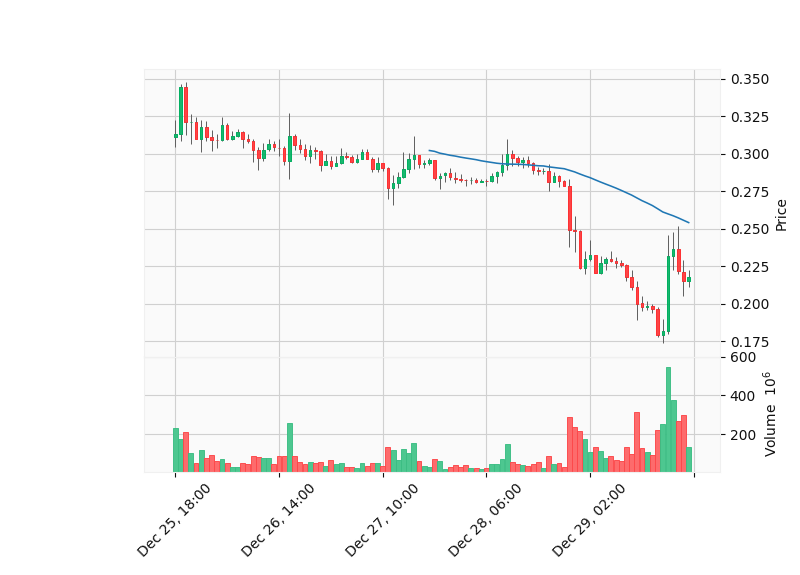 0.350
0.325
0.300
0.275
0.250
0.225
0.200
0.175
Price
600
400
200
Volume 10⁶
Dec 25, 18:00
Dec 26, 14:00
Dec 27, 10:00
Dec 28, 06:00
Dec 29, 02:00